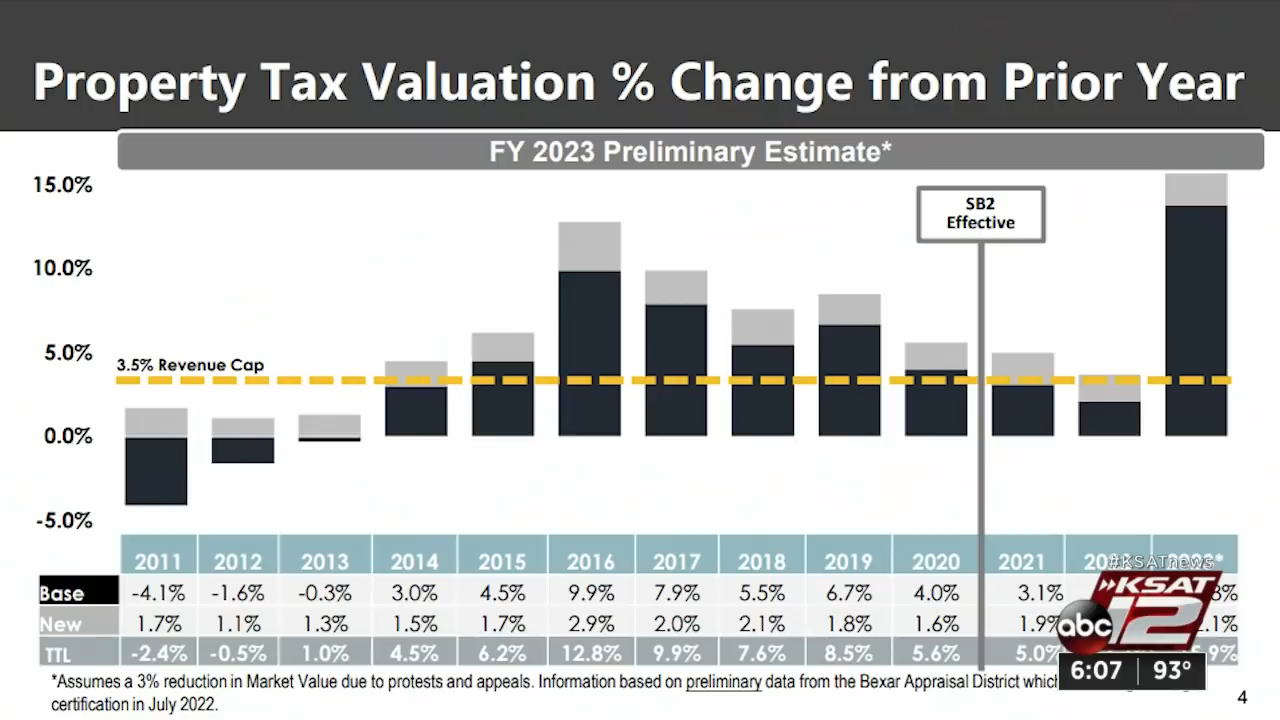 Property Tax Valuation % Change from Prior Year
FY 2023 Preliminary Estimate*
15.0%
10.0%
5.0%
0.0%
-5.0%
SB2
Effective
3.5% Revenue Cap
2011 2012 2013 2014 2015 2016 2017 2018 2019 2020 2021
#KSATnews
Base -4.1% -1.6% -0.3% 3.0% 4.5% 9.9% 7.9% 5.5% 6.7% 4.0% 3.1%
New 1.7% 1.1% 1.3% 1.5% 1.7% 2.9% 2.0% 2.1% 1.8% 1.6% 1.9%
TTL -2.4% -0.5% 1.0% 4.5% 6.2% 12.8% 9.9% 7.6% 8.5% 5.6% 5.0%
KSAT
abc 12
6:07 93°
*Assumes a 3% reduction in Market Value due to protests and appeals. Information based on preliminary data from the Bexar Appraisal District which
certification in July 2022.
4